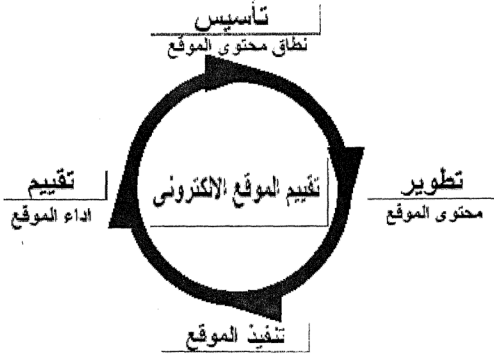 تأسيس
نطاق محتوى الموقع
تطوير
محتوى الموقع
تقييم الموقع الالكترونى
تقييم
اداء الموقع
تنفيذ الموقع